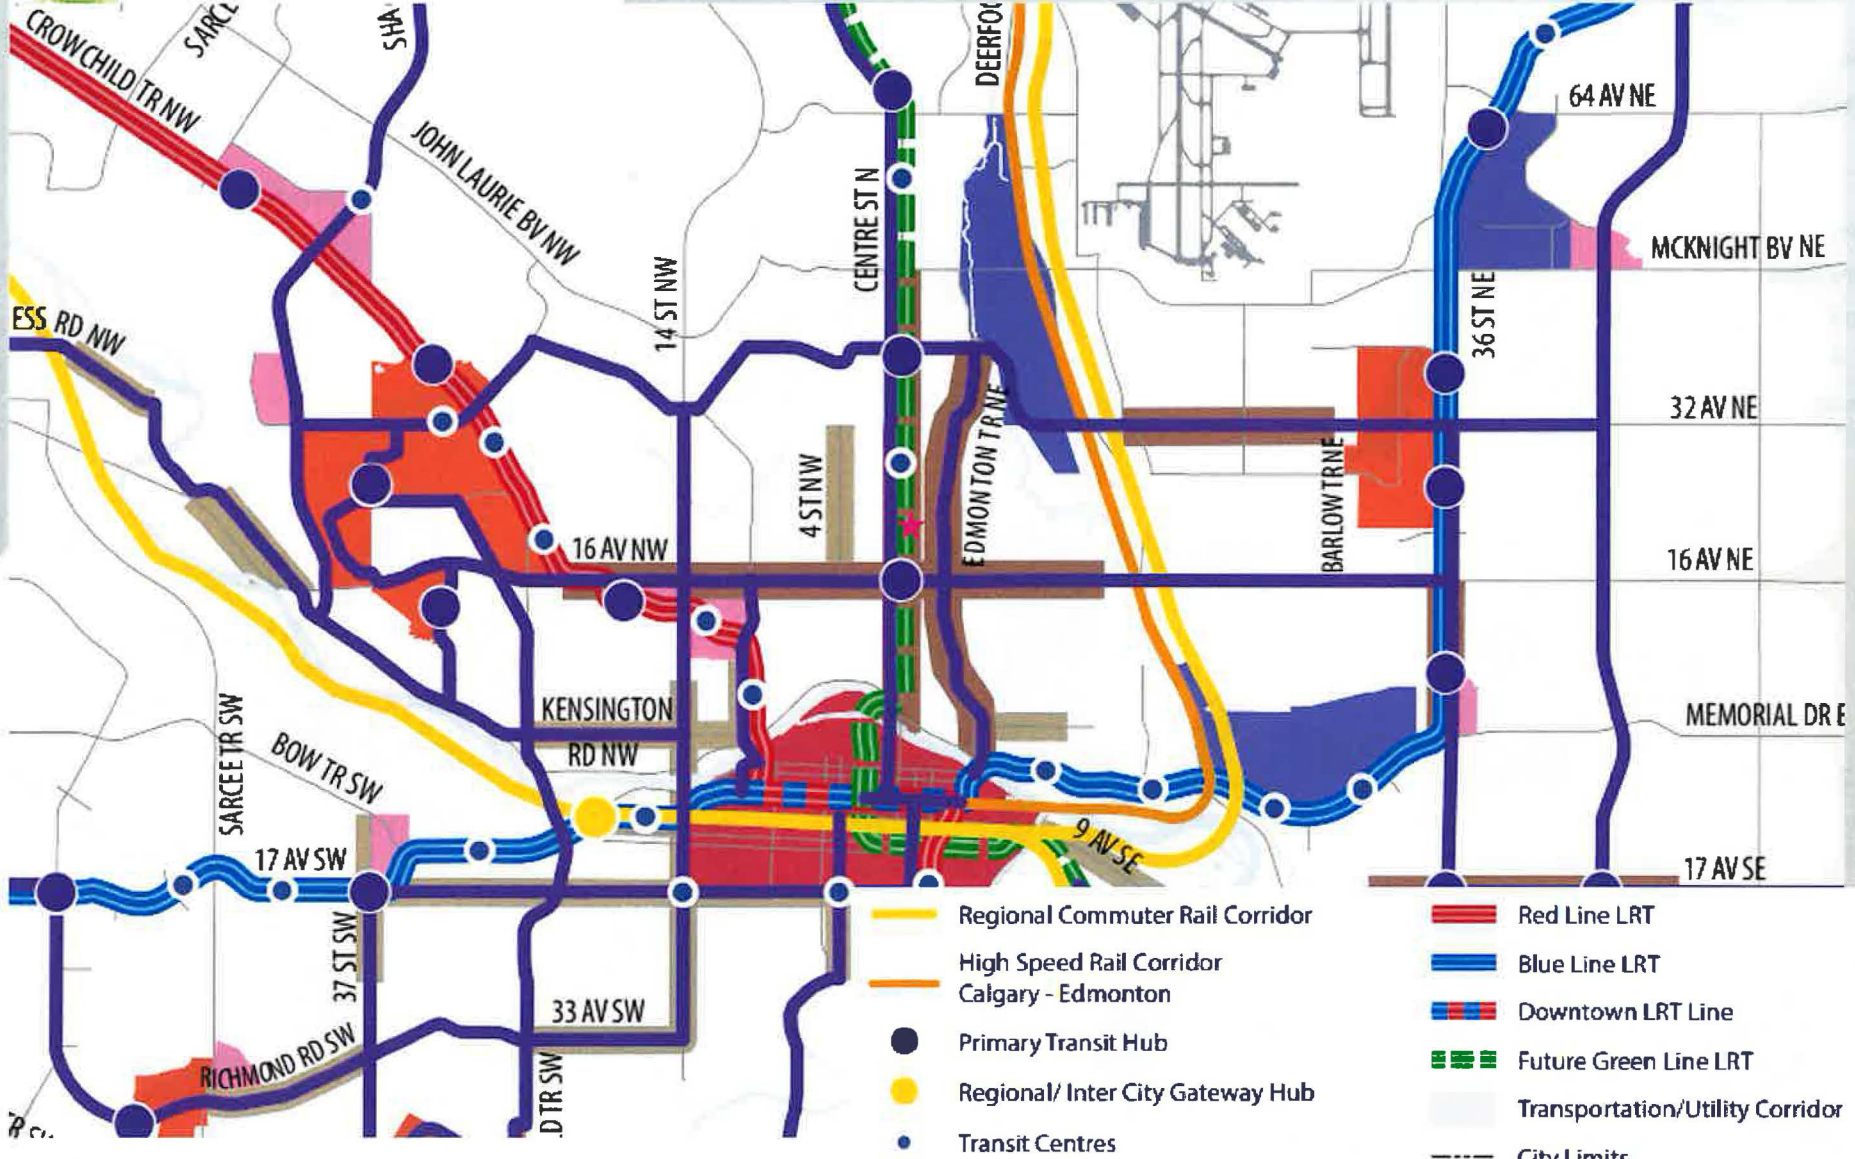 CROWCHILD TR NW
SARC
SHA
JOHN LAURIE BV NW
DEERFOO
64 AV NE
CENTRE ST N
MCKNIGHT BV NE
14 ST NW
36 ST NE
ESS RD NW
32 AV NE
4 ST NW
EDMONTON TR NE
BARLOW TR NE
16 AV NW
16 AV NE
SARCEE TR SW
KENSINGTON
RD NW
MEMORIAL DR E
BOW TR SW
9 AV SE
17 AV SW
17 AV SE
37 ST SW
33 AV SW
RICHMOND RD SW
D TR SW
R SW
Regional Commuter Rail Corridor
High Speed Rail Corridor
Calgary - Edmonton
Primary Transit Hub
Regional/ Inter City Gateway Hub
Transit Centres
Red Line LRT
Blue Line LRT
Downtown LRT Line
Future Green Line LRT
Transportation/Utility Corridor
City Limits